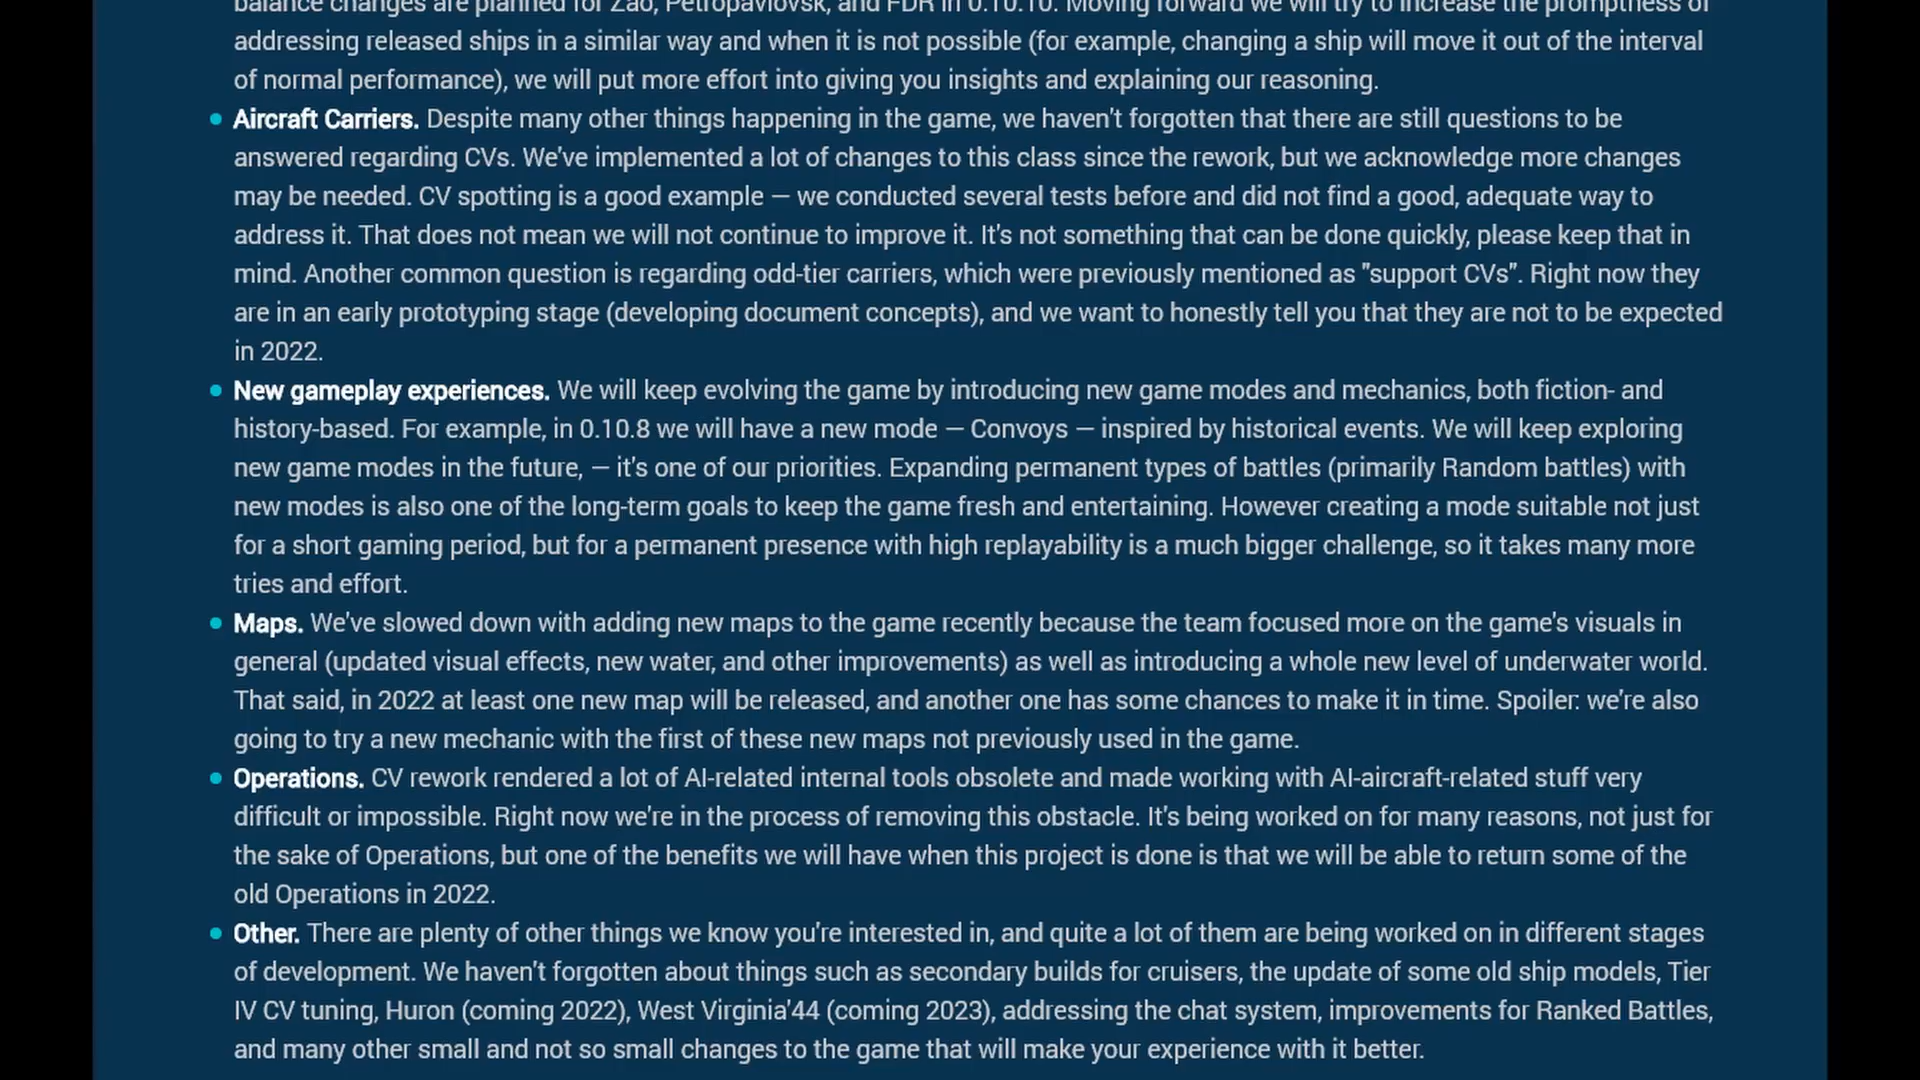 balance changes are planned for Zao, Petropavlovsk, and FDR in 0.10.10. Moving forward we will try to increase the promptness of
addressing released ships in a similar way and when it is not possible (for example, changing a ship will move it out of the interval
of normal performance), we will put more effort into giving you insights and explaining our reasoning.
Aircraft Carriers. Despite many other things happening in the game, we haven't forgotten that there are still questions to be
answered regarding CVs. We've implemented a lot of changes to this class since the rework, but we acknowledge more changes
may be needed. CV spotting is a good example — we conducted several tests before and did not find a good, adequate way to
address it. That does not mean we will not continue to improve it. It's not something that can be done quickly, please keep that in
mind. Another common question is regarding odd-tier carriers, which were previously mentioned as "support CVs". Right now they
are in an early prototyping stage (developing document concepts), and we want to honestly tell you that they are not to be expected
in 2022.
New gameplay experiences. We will keep evolving the game by introducing new game modes and mechanics, both fiction- and
history-based. For example, in 0.10.8 we will have a new mode — Convoys — inspired by historical events. We will keep exploring
new game modes in the future, — it's one of our priorities. Expanding permanent types of battles (primarily Random battles) with
new modes is also one of the long-term goals to keep the game fresh and entertaining. However creating a mode suitable not just
for a short gaming period, but for a permanent presence with high replayability is a much bigger challenge, so it takes many more
tries and effort.
Maps. We've slowed down with adding new maps to the game recently because the team focused more on the game's visuals in
general (updated visual effects, new water, and other improvements) as well as introducing a whole new level of underwater world.
That said, in 2022 at least one new map will be released, and another one has some chances to make it in time. Spoiler: we're also
going to try a new mechanic with the first of these new maps not previously used in the game.
Operations. CV rework rendered a lot of AI-related internal tools obsolete and made working with AI-aircraft-related stuff very
difficult or impossible. Right now we're in the process of removing this obstacle. It's being worked on for many reasons, not just for
the sake of Operations, but one of the benefits we will have when this project is done is that we will be able to return some of the
old Operations in 2022.
Other. There are plenty of other things we know you're interested in, and quite a lot of them are being worked on in different stages
of development. We haven't forgotten about things such as secondary builds for cruisers, the update of some old ship models, Tier
IV CV tuning, Huron (coming 2022), West Virginia'44 (coming 2023), addressing the chat system, improvements for Ranked Battles,
and many other small and not so small changes to the game that will make your experience with it better.